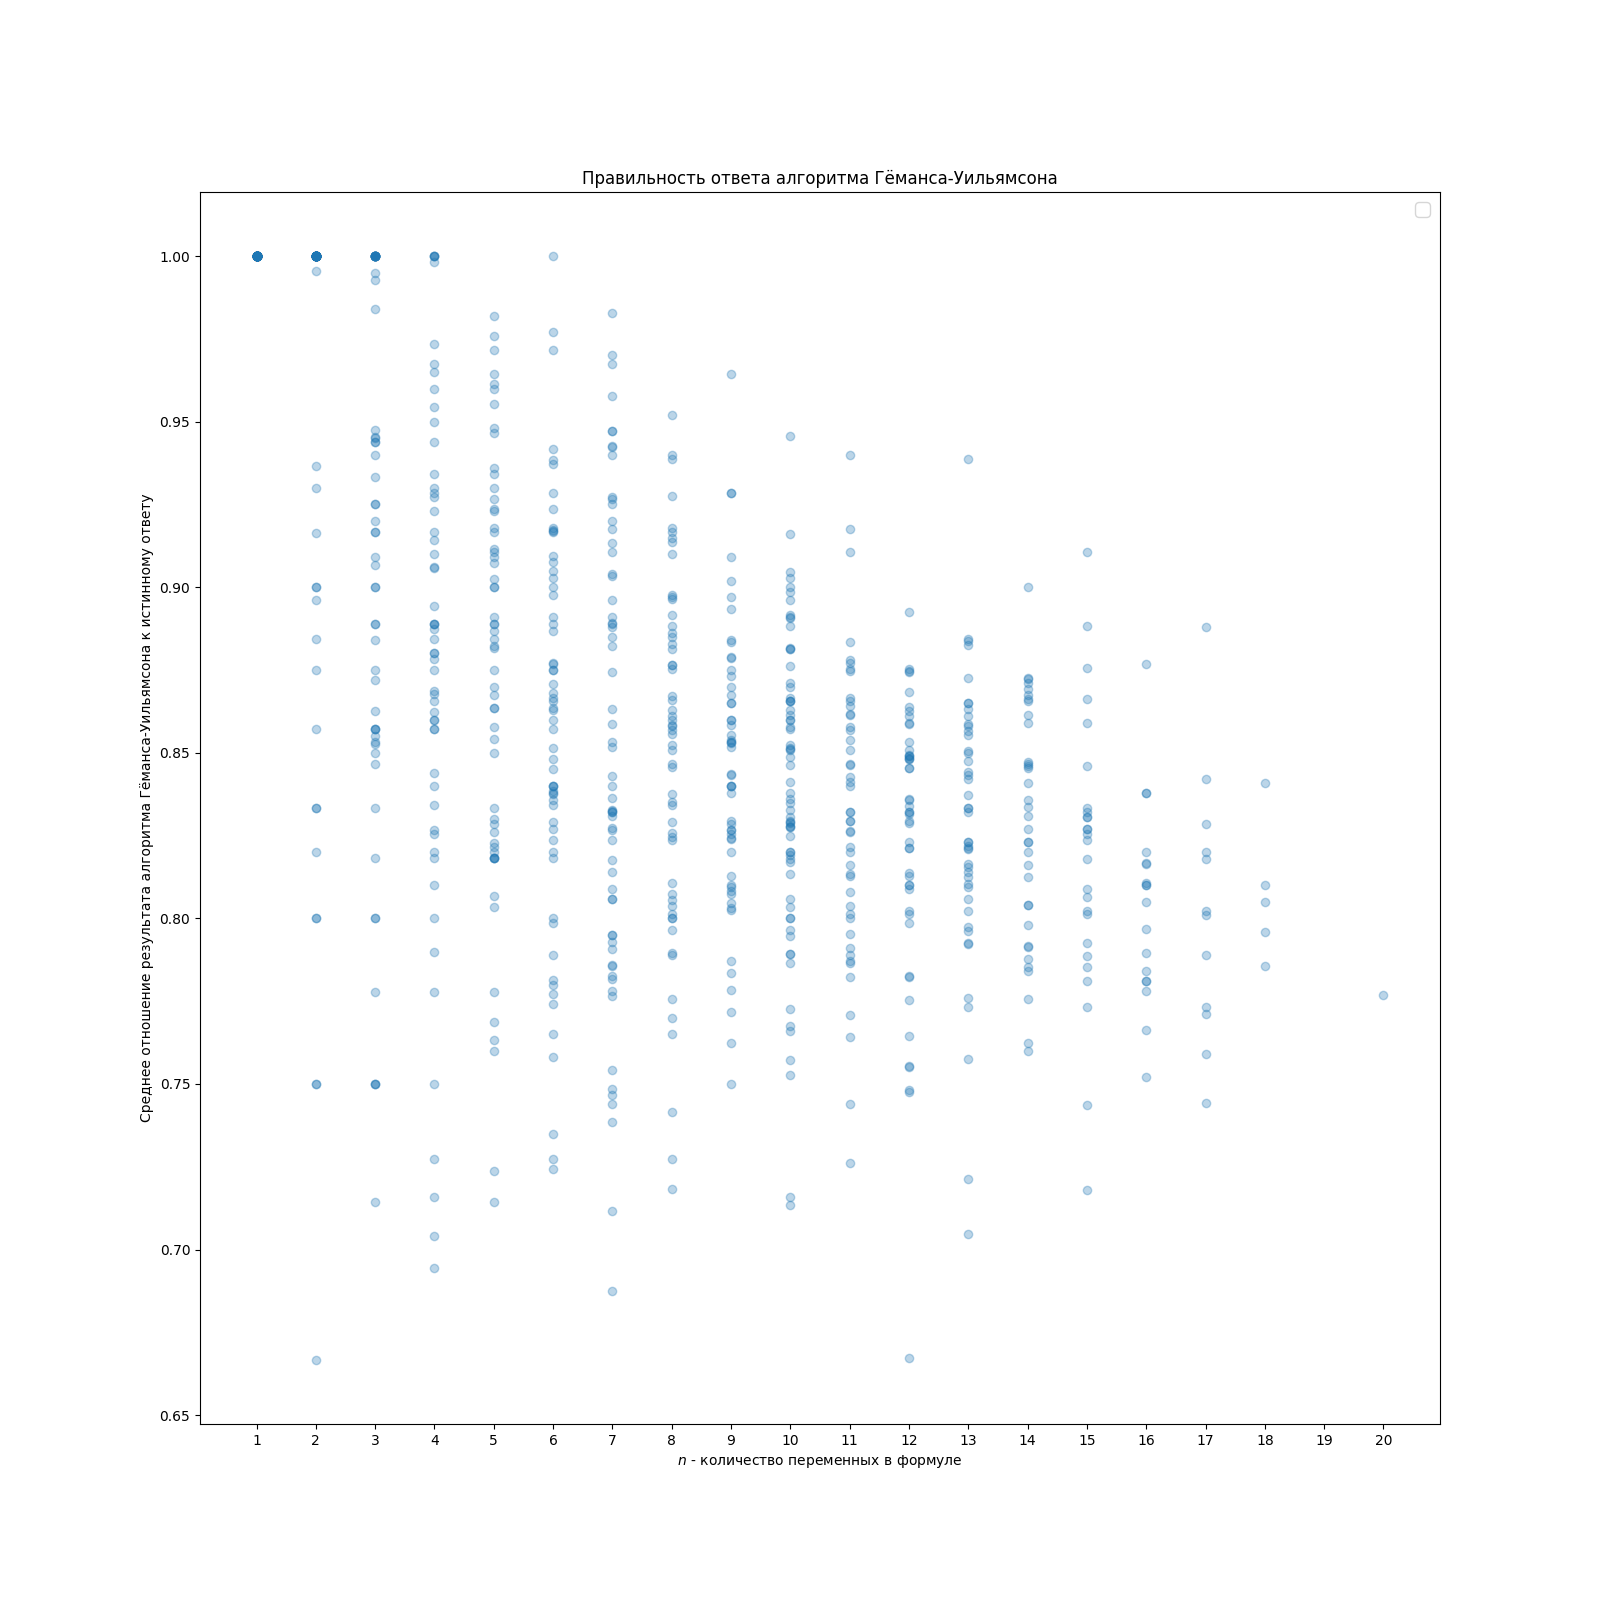 Правильность ответа алгоритма Гёманса-Уильямсона
Среднее отношение результата алгоритма Гёманса-Уильямсона к истинному ответу
1.00
0.95
0.90
0.85
0.80
0.75
0.70
0.65
1 2 3 4 5 6 7 8 9 10 11 12 13 14 15 16 17 18 19 20
n - количество переменных в формуле